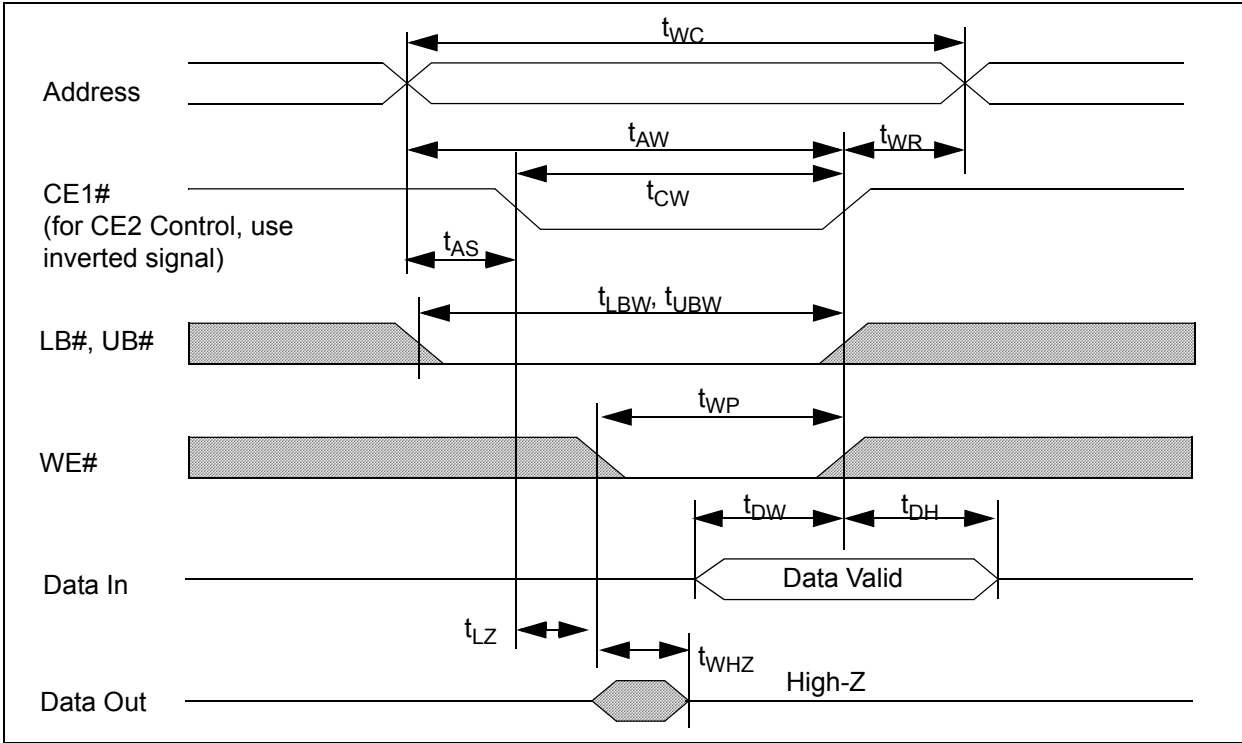 tWC
Address
tAW
tWR
CE1#
(for CE2 Control, use
inverted signal)
tCW
tAS
tLBW, tUBW
LB#, UB#
tWP
WE#
tDW
tDH
Data In
Data Valid
tLZ
tWHZ
Data Out
High-Z